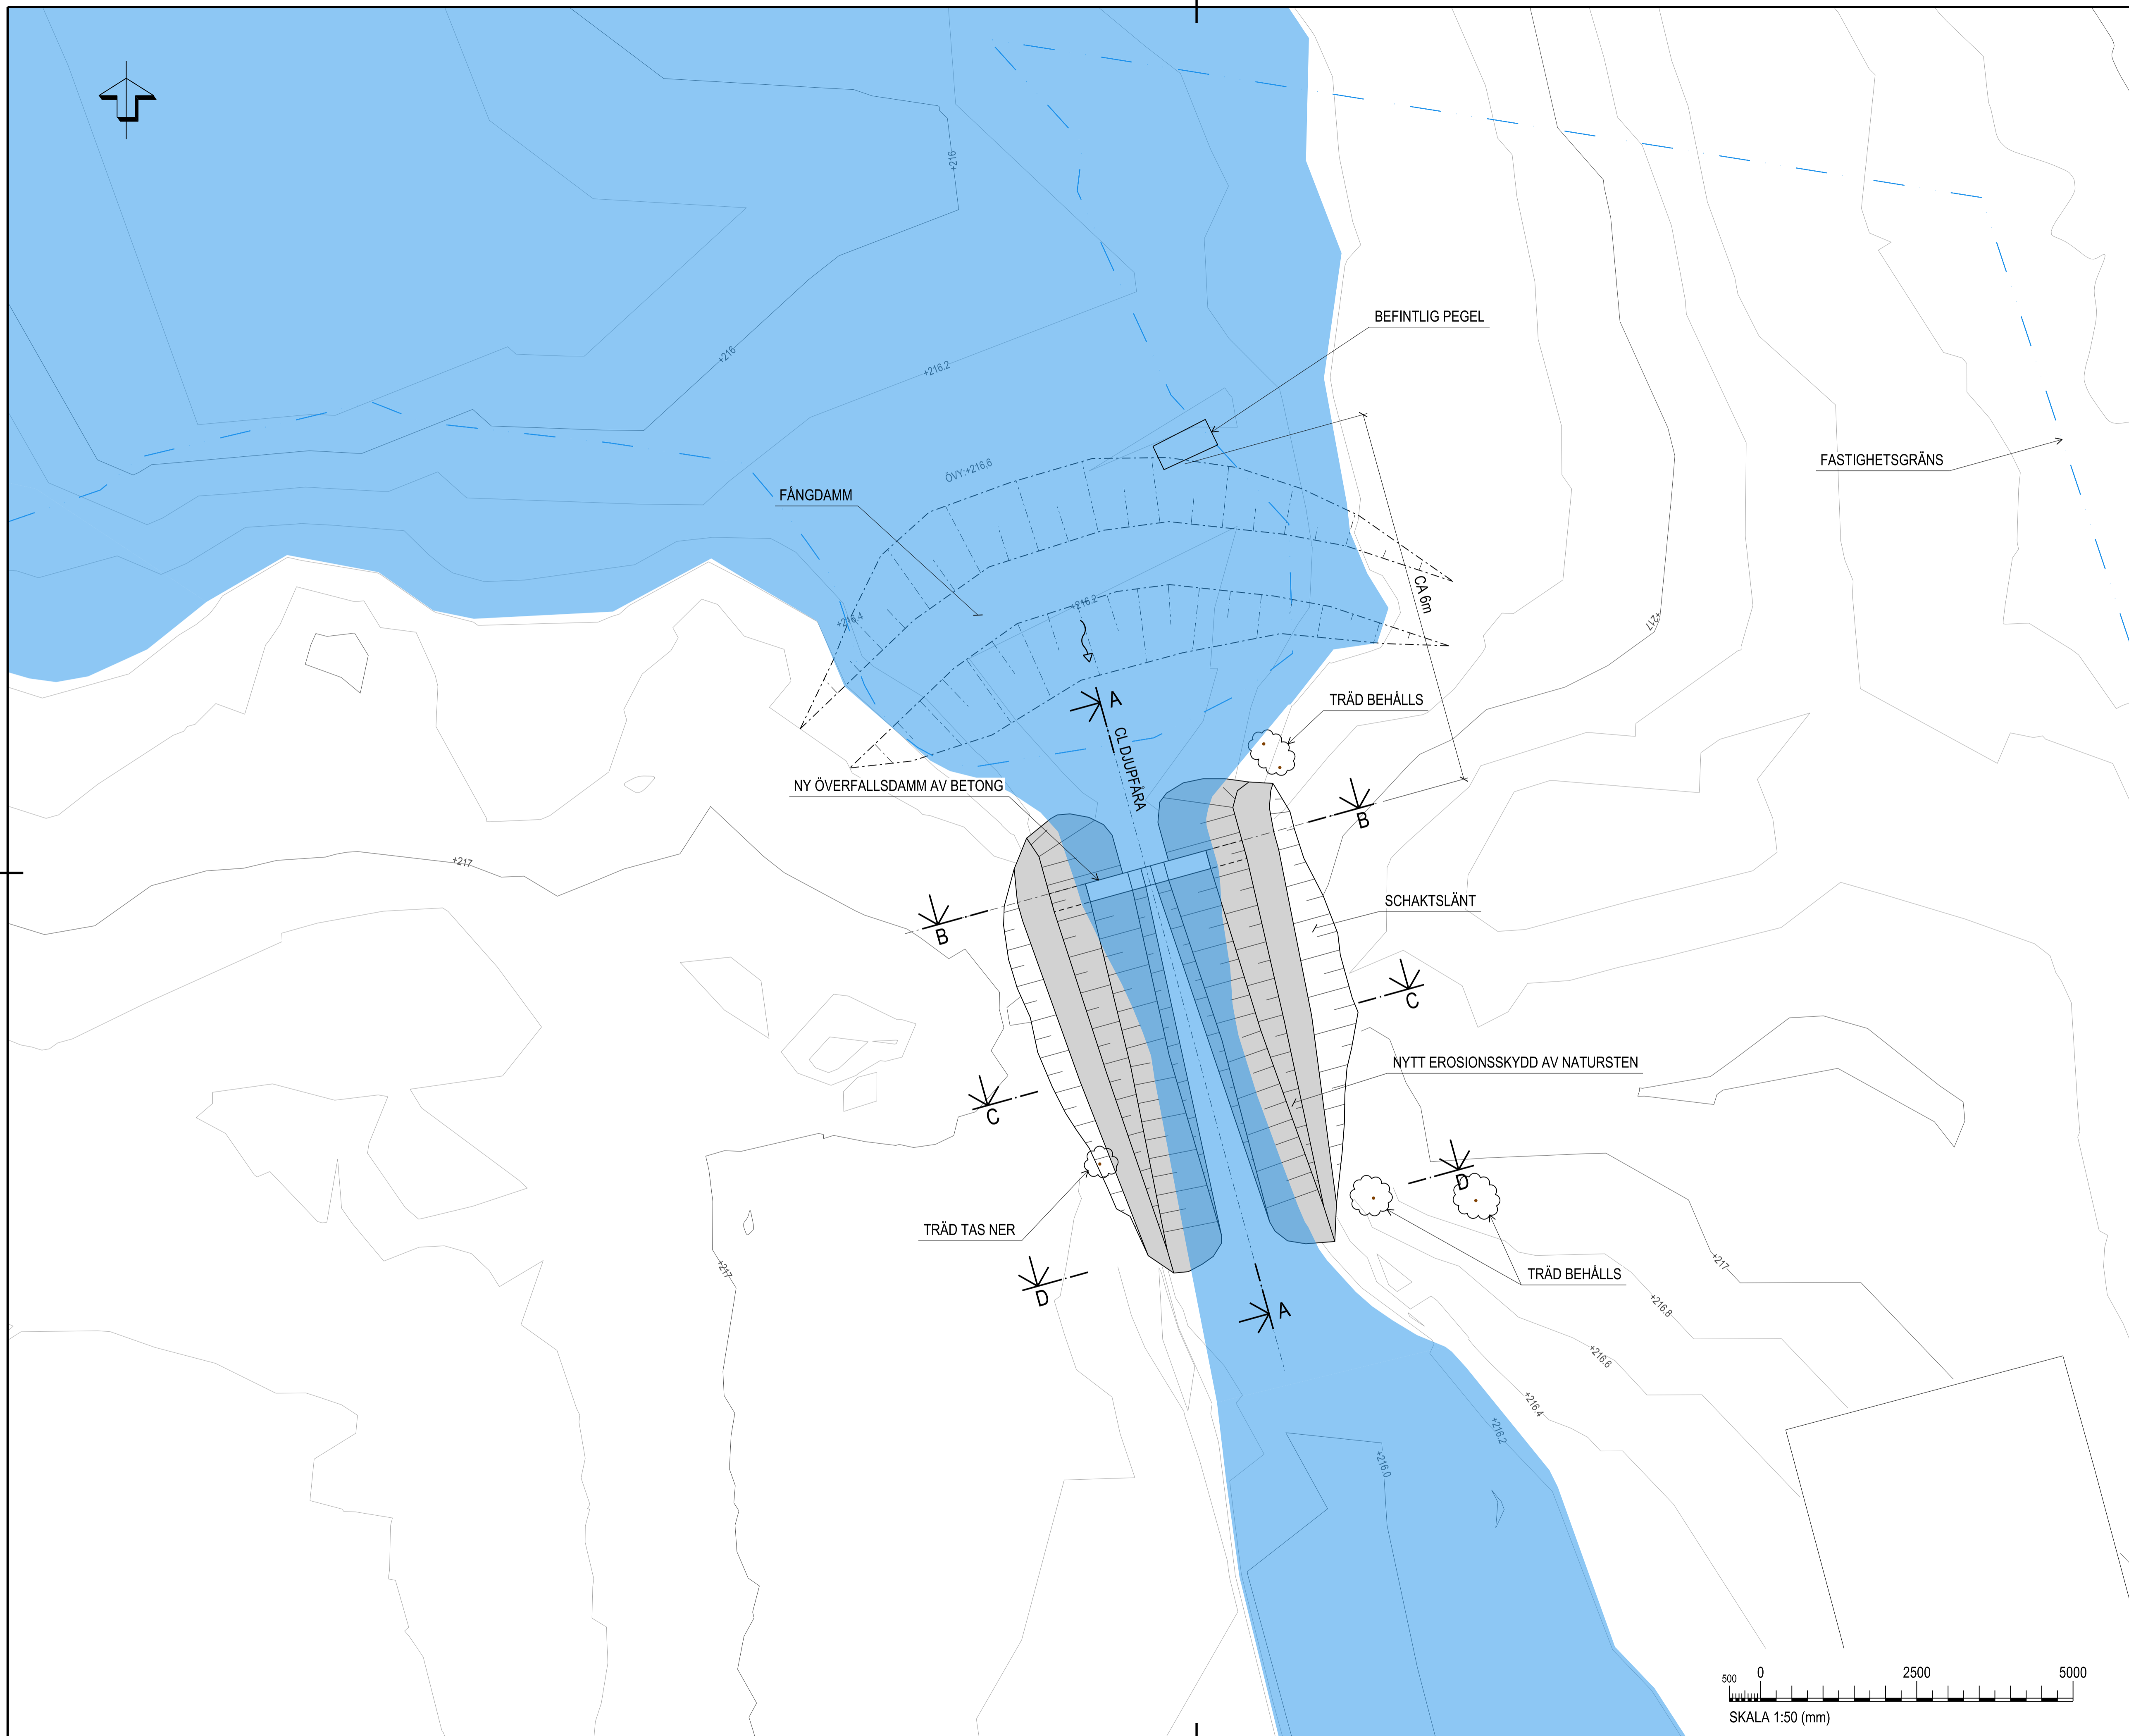 +216
BEFINTLIG PEGEL
+216
+216.2
FASTIGHETSGRÄNS
ÖVY:+216,6
FÅNGDAMM
CA 6m
+216.2
+216.4
+217
A
TRÄD BEHÅLLS
CL DJUPFÅRA
NY ÖVERFALLSDAMM AV BETONG
B
+217
SCHAKTSLÄNT
B
C
NYTT EROSIONSSKYDD AV NATURSTEN
C
D
TRÄD TAS NER
+217
+217
TRÄD BEHÅLLS
D
+216.8
A
+216.6
+216.4
+216.2
+216.0
500 0 2500 5000
SKALA 1:50 (mm)